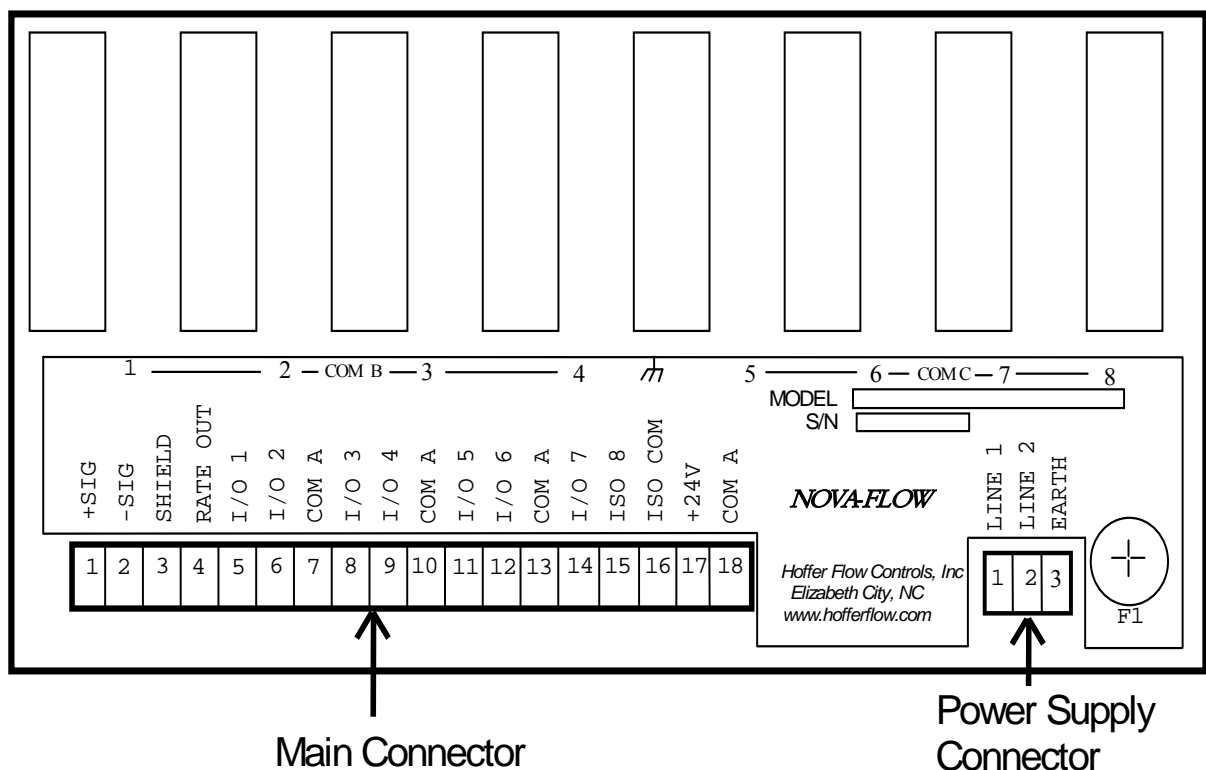 1 2 COM B 3 4 5 6 COM C 7 8
MODEL
S/N
+SIG
-SIG
SHIELD
RATE OUT
I/O 1
I/O 2
COM A
I/O 3
I/O 4
COM A
I/O 5
I/O 6
COM A
I/O 7
ISO 8
ISO COM
+24V
COM A
NOVA-FLOW
LINE 1
LINE 2
EARTH
1 2 3 4 5 6 7 8 9 10 11 12 13 14 15 16 17 18
Hoffer Flow Controls, Inc
Elizabeth City, NC
www.hofferflow.com
1 2 3
F1
Main Connector
Power Supply
Connector